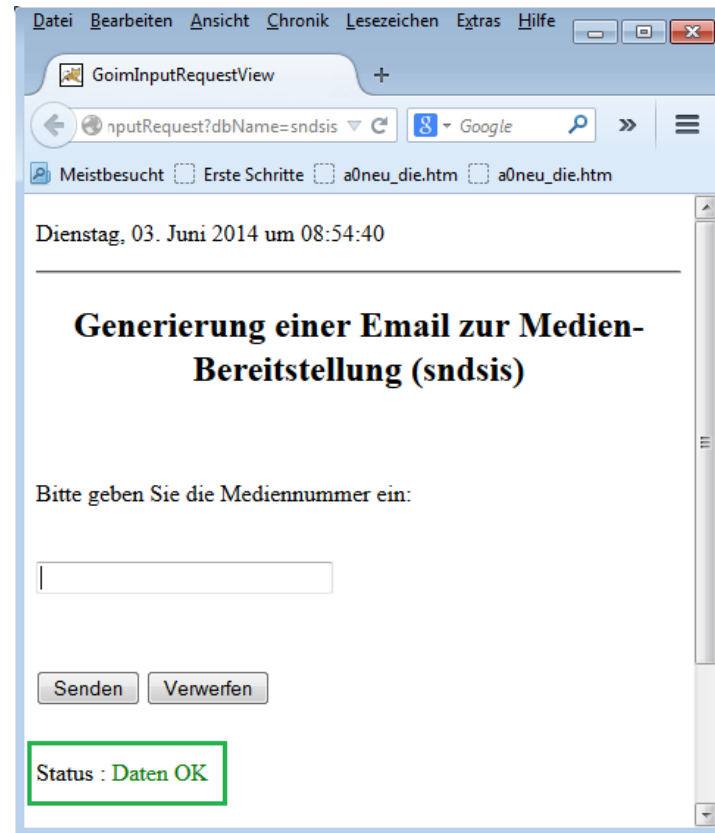 Datei Bearbeiten Ansicht Chronik Lesezeichen Extras Hilfe
GoimInputRequestView
nputRequest?dbName=sndsis Google
Meistbesucht Erste Schritte a0neu_die.htm a0neu_die.htm
Dienstag, 03. Juni 2014 um 08:54:40
Generierung einer Email zur Medien-
Bereitstellung (sndsis)
Bitte geben Sie die Mediennummer ein:
Senden Verwerfen
Status : Daten OK